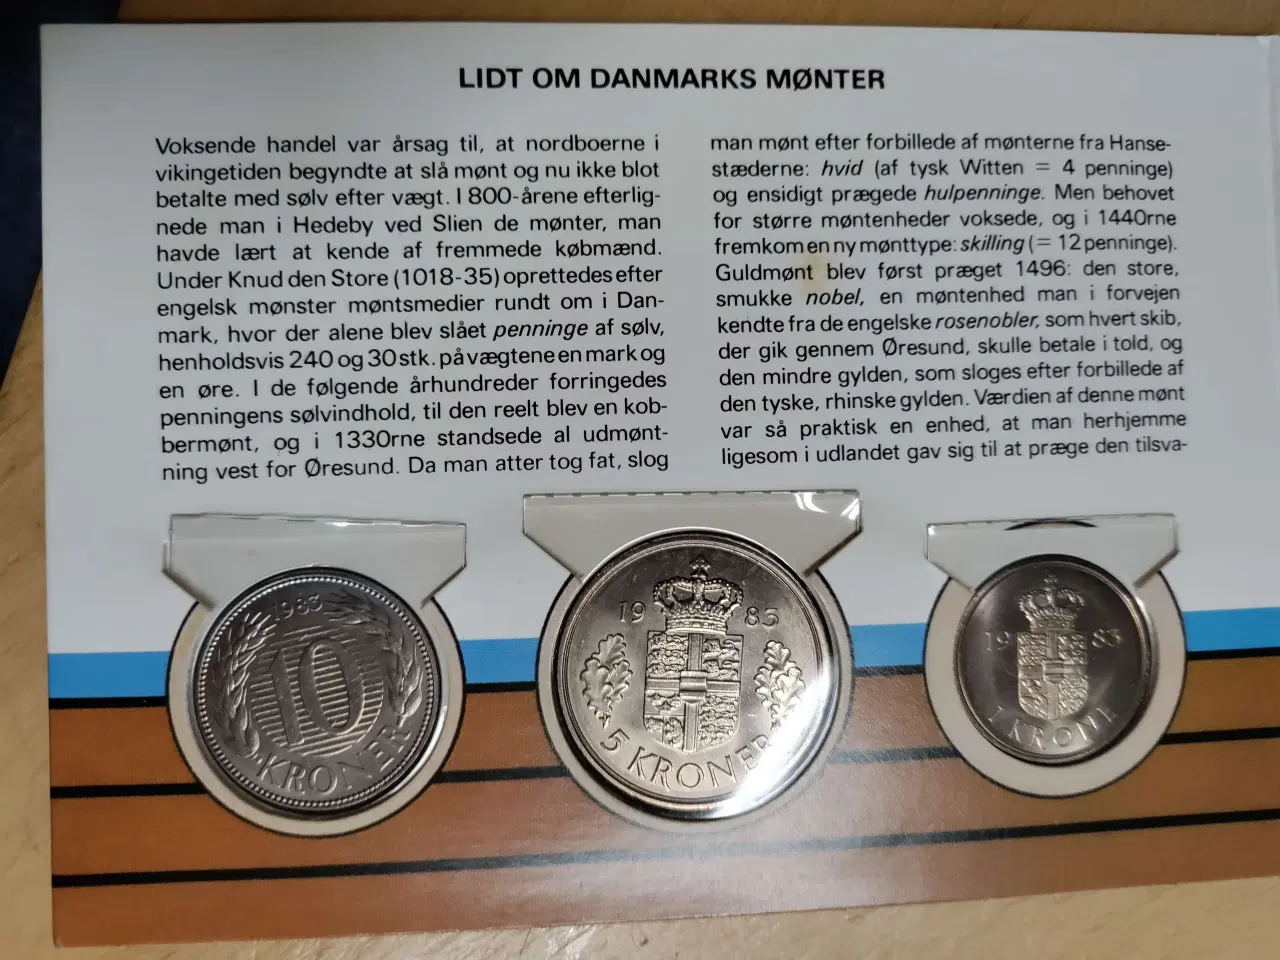 LIDT OM DANMARKS MØNTER
Voksende handel var årsag til, at nordboerne i
vikingetiden begyndte at slå mønt og nu ikke blot
betalte med sølv efter vægt. I 800-årene efterlig-
nede man i Hedeby ved Slien de mønter, man
havde lært at kende af fremmede købmænd.
Under Knud den Store (1018-35) oprettedes efter
engelsk mønster møntsmedier rundt om i Dan-
mark, hvor der alene blev slået penninge af sølv,
henholdsvis 240 og 30 stk. på vægtene en mark og
en øre. I de følgende århundreder forringedes
penningens sølvindhold, til den reelt blev en kob-
bermønt, og i 1330rne standsede al udmønt-
ning vest for Øresund. Da man atter tog fat, slog
man mønt efter forbillede af mønterne fra Hanse-
stæderne: hvid (af tysk Witten = 4 penninge)
og ensidigt prægede hulpenninge. Men behovet
for større møntenheder voksede, og i 1440rne
fremkom en ny mønttype: skilling (= 12 penninge).
Guldmønt blev først præget 1496: den store,
smukke nobel, en møntenhed man i forvejen
kendte fra de engelske rosenobler, som hvert skib,
der gik gennem Øresund, skulle betale i told, og
den mindre gylden, som sloges efter forbillede af
den tyske, rhinske gylden. Værdien af denne mønt
var så praktisk en enhed, at man herhjemme
ligesom i udlandet gav sig til at præge den tilsva-
1983
10
KRONER
1985
5 KRONER
1983
1 KRONE